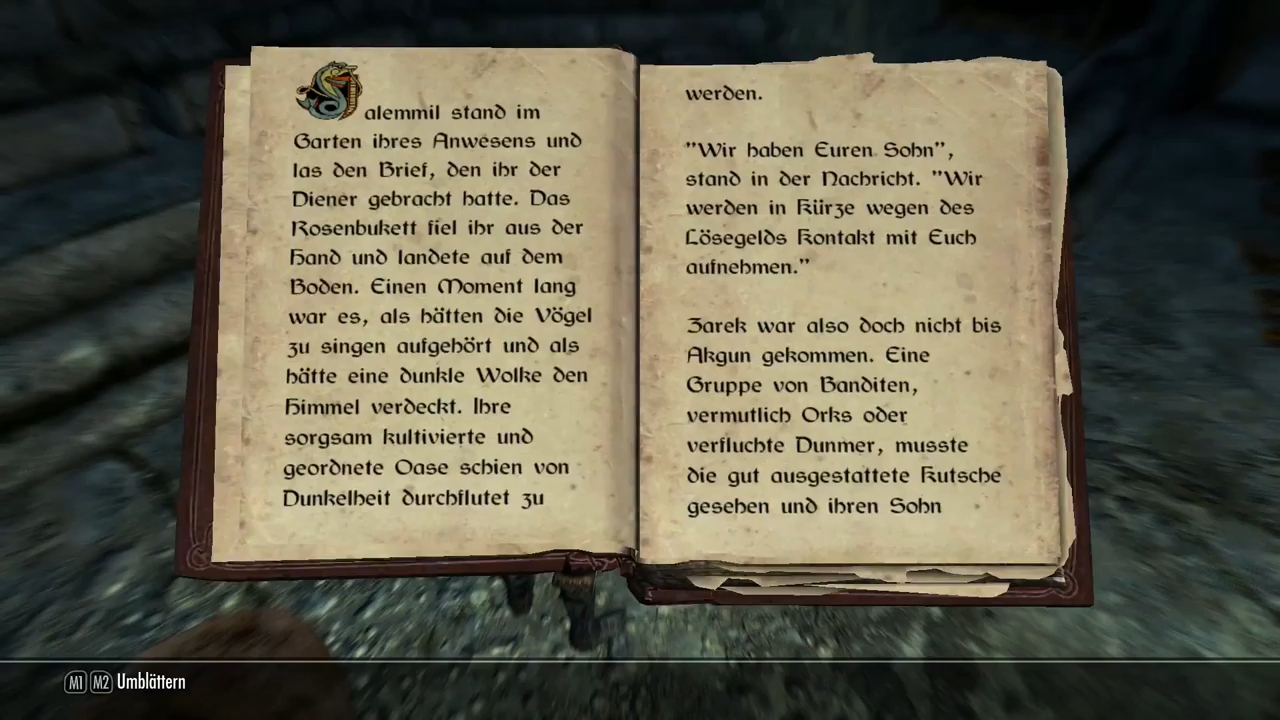 Dalemmil stand im
Garten ihres Anwesens und
las den Brief, den ihr der
Diener gebracht hatte. Das
Rosenbukett fiel ihr aus der
Hand und landete auf dem
Boden. Einen Moment lang
war es, als hätten die Vögel
zu singen aufgehört und als
hätte eine dunkle Wolke den
Himmel verdeckt. Ihre
sorgsam kultivierte und
geordnete Oase schien von
Dunkelheit durchflutet zu
werden.
"Wir haben Euren Sohn",
stand in der Nachricht. "Wir
werden in Kürze wegen des
Lösegelds Kontakt mit Euch
aufnehmen."
Zarek war also doch nicht bis
Akgun gekommen. Eine
Gruppe von Banditen,
vermutlich Orks oder
verfluchte Dunmer, musste
die gut ausgestattete Kutsche
gesehen und ihren Sohn
M1 M2 Umblättern